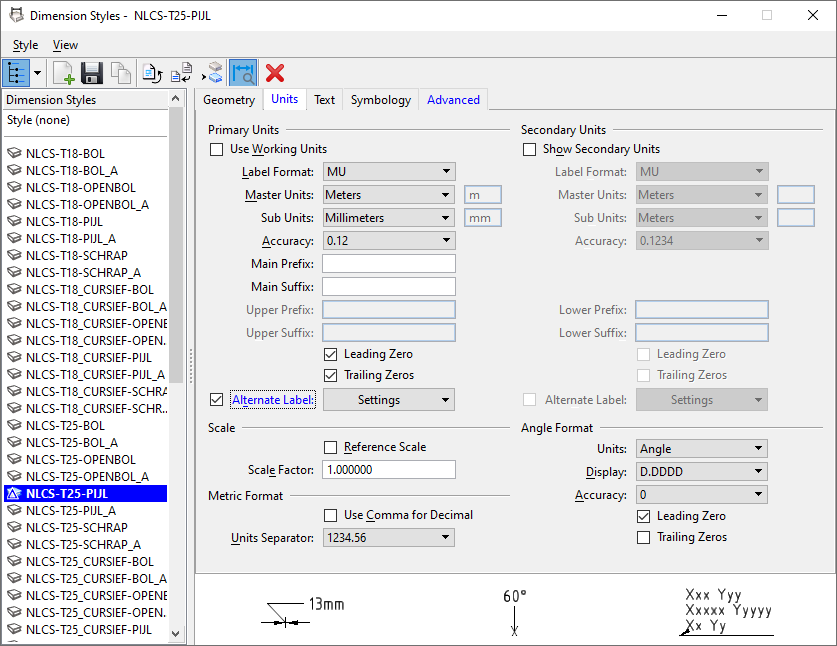 Dimension Styles -  NLCS-T25-PIJL
Style View
Dimension Styles
Style (none)
NLCS-T18-BOL
NLCS-T18-BOL_A
NLCS-T18-OPENBOL
NLCS-T18-OPENBOL_A
NLCS-T18-PIJL
NLCS-T18-PIJL_A
NLCS-T18-SCHRAP
NLCS-T18-SCHRAP_A
NLCS-T18_CURSIEF-BOL
NLCS-T18_CURSIEF-BOL_A
NLCS-T18_CURSIEF-OPENB
NLCS-T18_CURSIEF-OPEN...
NLCS-T18_CURSIEF-PIJL
NLCS-T18_CURSIEF-PIJL_A
NLCS-T18_CURSIEF-SCHRA
NLCS-T18_CURSIEF-SCHR...
NLCS-T25-BOL
NLCS-T25-BOL_A
NLCS-T25-OPENBOL
NLCS-T25-OPENBOL_A
NLCS-T25-PIJL
NLCS-T25-PIJL_A
NLCS-T25-SCHRAP
NLCS-T25-SCHRAP_A
NLCS-T25_CURSIEF-BOL
NLCS-T25_CURSIEF-BOL_A
NLCS-T25_CURSIEF-OPENB
NLCS-T25_CURSIEF-OPEN...
NLCS-T25_CURSIEF-PIJL
Geometry Units Text Symbology Advanced
Primary Units
Use Working Units
Label Format: MU
Master Units: Meters m
Sub Units: Millimeters mm
Accuracy: 0.12
Main Prefix:
Main Suffix:
Upper Prefix:
Upper Suffix:
Leading Zero
Trailing Zeros
Alternate Label: Settings
Scale
Reference Scale
Scale Factor: 1.000000
Metric Format
Use Comma for Decimal
Units Separator: 1234.56
Secondary Units
Show Secondary Units
Label Format: MU
Master Units: Meters
Sub Units: Meters
Accuracy: 0.1234
Lower Prefix:
Lower Suffix:
Leading Zero
Trailing Zeros
Alternate Label: Settings
Angle Format
Units: Angle
Display: D.DDDD
Accuracy: 0
Leading Zero
Trailing Zeros
13mm
60°
Xxx Yyy
Xxxxx Yyyyy
Xx Yy